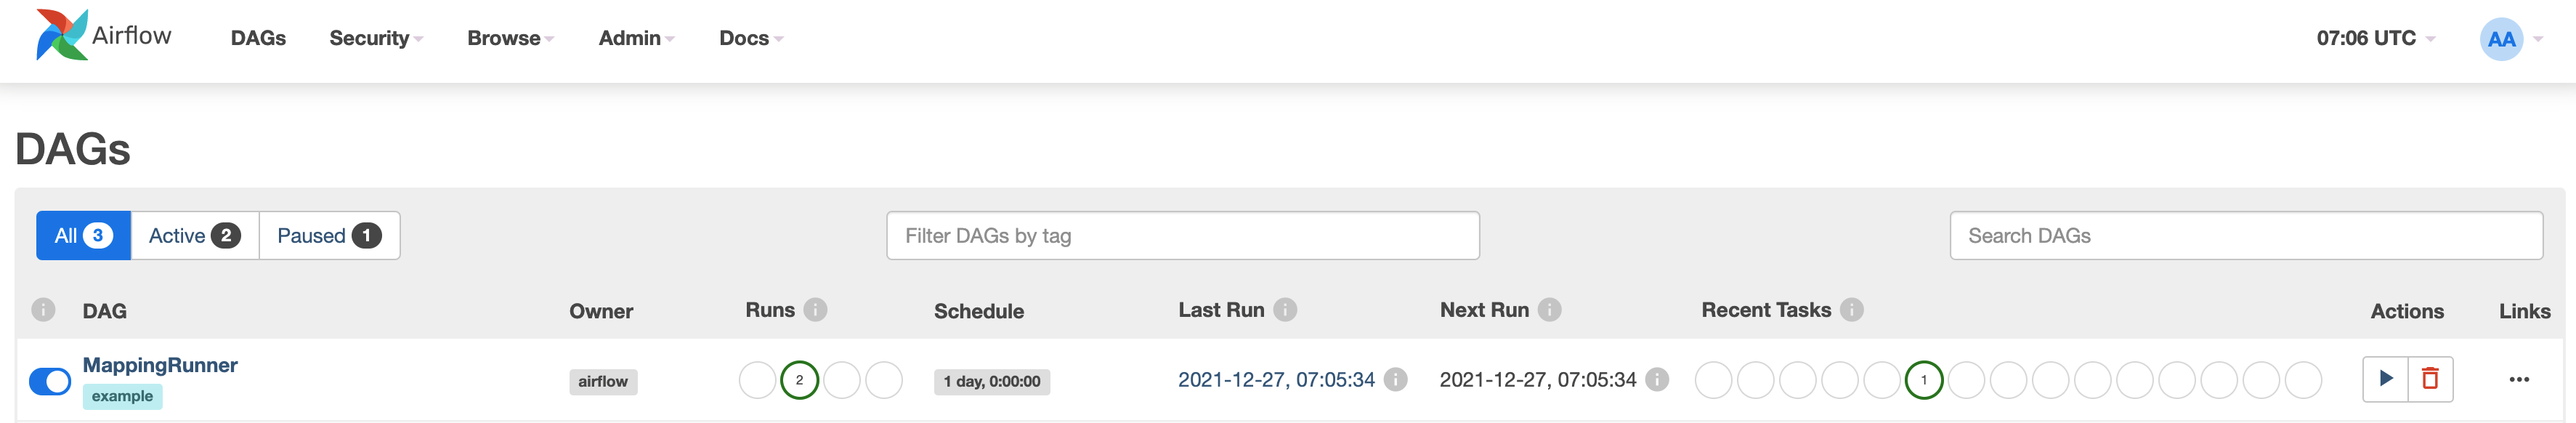 Airflow DAGs Security Browse Admin Docs 07:06 UTC AA
DAGs
All 3 Active 2 Paused 1 Filter DAGs by tag Search DAGs
i DAG Owner Runs i Schedule Last Run i Next Run i Recent Tasks i Actions Links
MappingRunner
example airflow 2 1 day, 0:00:00 2021-12-27, 07:05:34 i 2021-12-27, 07:05:34 i 1